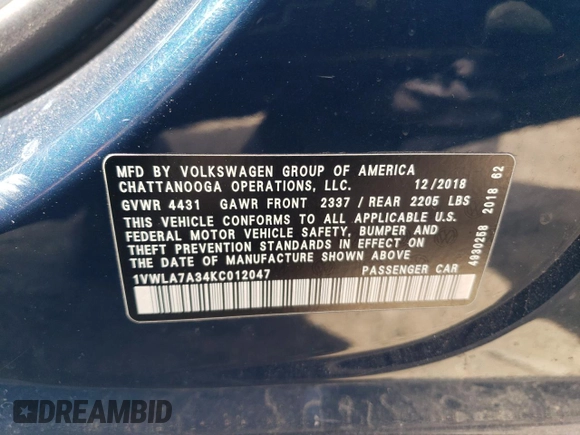 MFD BY VOLKSWAGEN GROUP OF AMERICA
CHATTANOOGA OPERATIONS, LLC. 12/2018
GVWR 4431 GAWR FRONT 2337 / REAR 2205 LBS
THIS VEHICLE CONFORMS TO ALL APPLICABLE U.S.
FEDERAL MOTOR VEHICLE SAFETY, BUMPER AND
THEFT PREVENTION STANDARDS IN EFFECT ON
THE DATE OF MANUFACTURE SHOWN ABOVE
1VWLA7A34KC012047 PASSENGER CAR
4930258 2018 62
DREAMBID